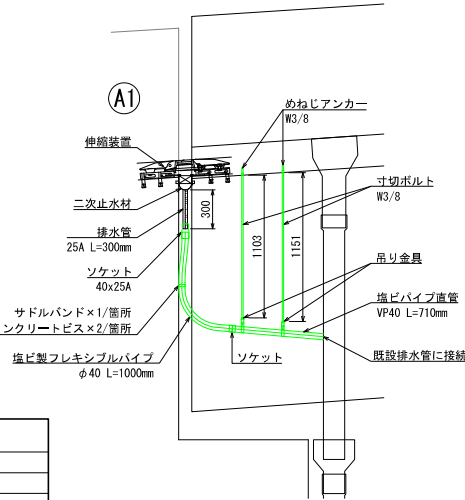 A1
めねじアンカー
W3/8
伸縮装置
寸切ボルト
W3/8
二次止水材
300
排水管
25A L=300mm
1103
1151
ソケット
40x25A
吊り金具
サドルバンド×1/箇所
ンクリートビス×2/箇所
塩ビパイプ直管
VP40 L=710mm
塩ビ製フレキシブルパイプ
φ40 L=1000mm
ソケット
既設排水管に接続